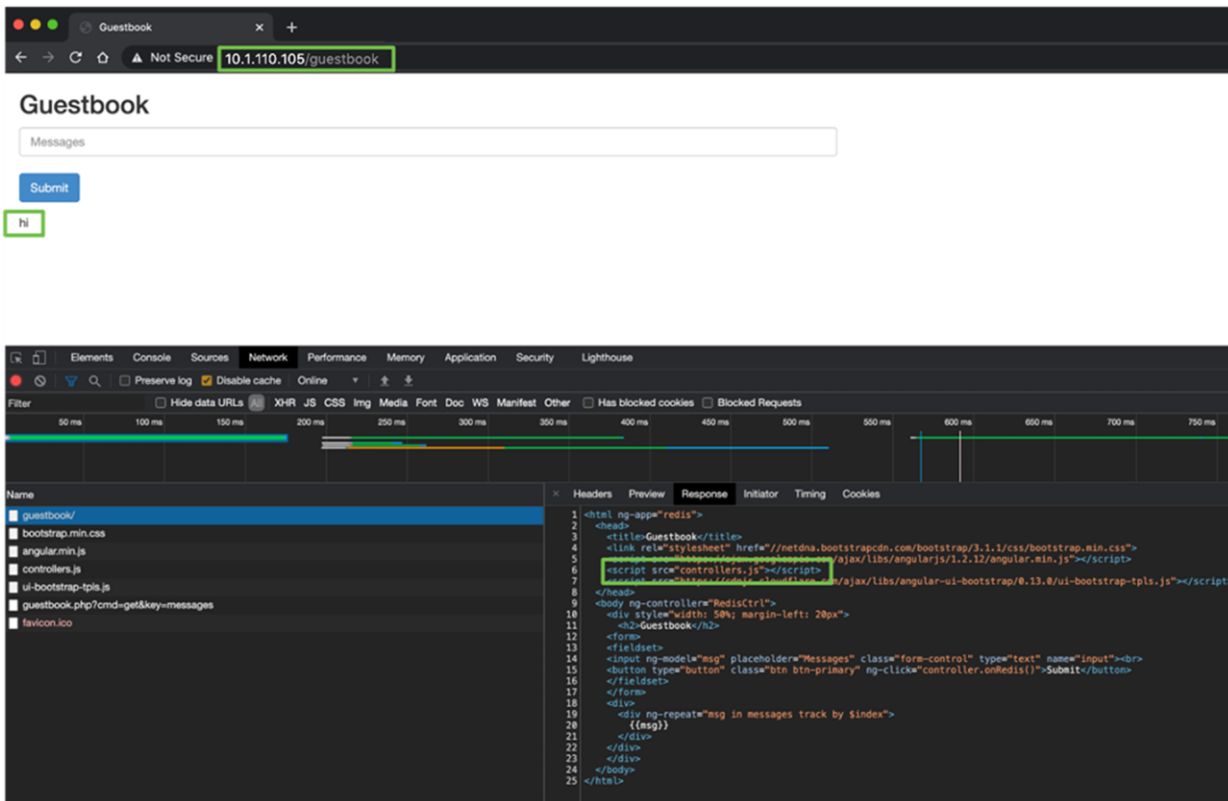 Guestbook
Not Secure 10.1.110.105/guestbook
Guestbook
Messages
Submit
hi
Elements Console Sources Network Performance Memory Application Security Lighthouse
Preserve log Disable cache Online
Filter Hide data URLs All XHR JS CSS Img Media Font Doc WS Manifest Other Has blocked cookies Blocked Requests
50 ms 100 ms 150 ms 200 ms 250 ms 300 ms 350 ms 400 ms 450 ms 500 ms 550 ms 600 ms 650 ms 700 ms 750 ms
Name
guestbook/
bootstrap.min.css
angular.min.js
controllers.js
ui-bootstrap-tpls.js
guestbook.php?cmd=get&key=messages
favicon.ico
× Headers Preview Response Initiator Timing Cookies
1 <html ng-app="redis">
2 <head>
3 <title>Guestbook</title>
4 <link rel="stylesheet" href="//netdna.bootstrapcdn.com/bootstrap/3.1.1/css/bootstrap.min.css">
5 /ajax/libs/angularjs/1.2.12/angular.min.js"></script>
6 <script src="controllers.js"></script>
7 /ajax/libs/angular-ui-bootstrap/0.13.0/ui-bootstrap-tpls.js"></script
8 </head>
9 <body ng-controller="RedisCtrl">
10 <div style="width: 50%; margin-left: 20px">
11 <h2>Guestbook</h2>
12 <form>
13 <fieldset>
14 <input ng-model="msg" placeholder="Messages" class="form-control" type="text" name="input"><br>
15 <button type="button" class="btn btn-primary" ng-click="controller.onRedis()">Submit</button>
16 </fieldset>
17 </form>
18 <div>
19 <div ng-repeat="msg in messages track by $index">
20 {{msg}}
21 </div>
22 </div>
23 </div>
24 </body>
25 </html>